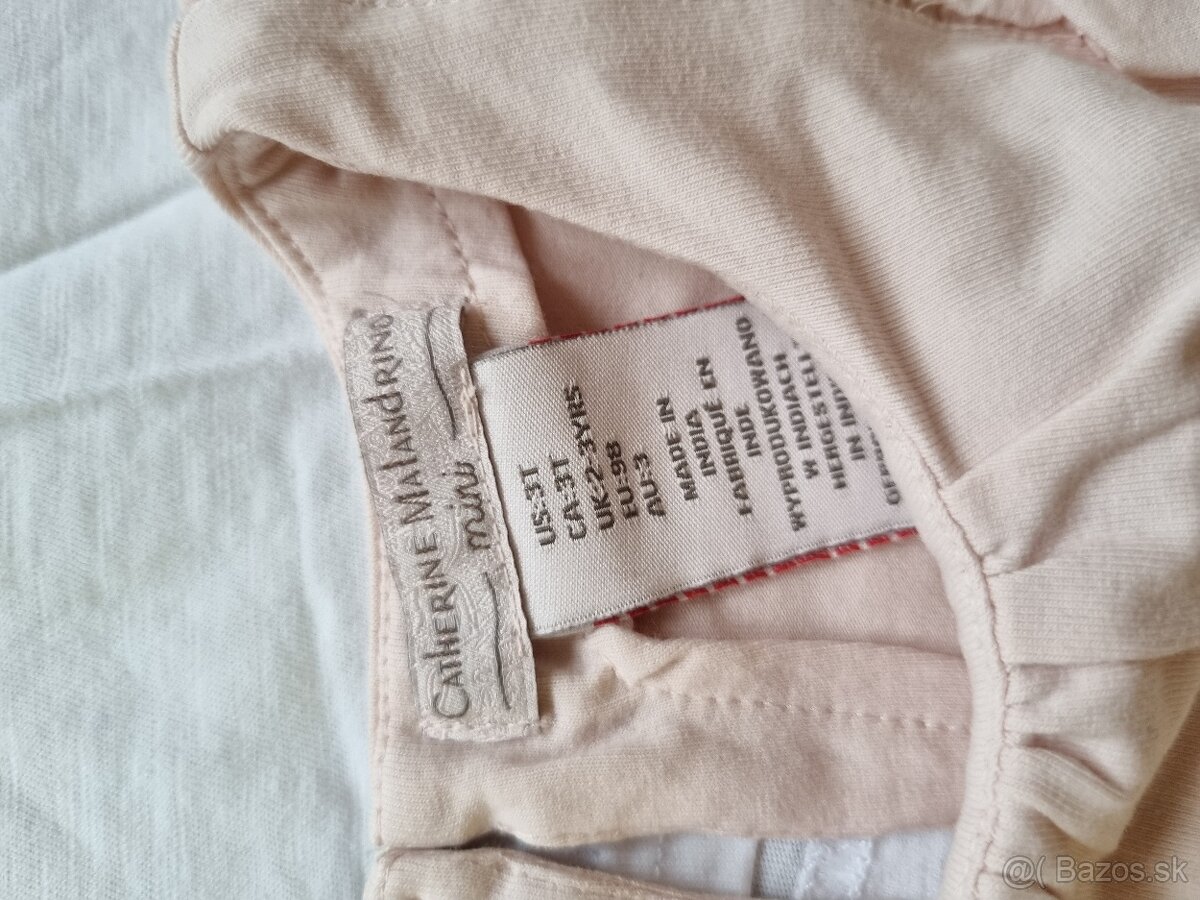 CATHERINE MALANDRINO
mini
US:3T
CA:3T
UK:2-3YRS
EU:98
AU:3
MADE IN
INDIA
FABRIQUÉ EN
INDE
WYPRODUKOWANO
W INDIACH
HERGESTELLT
IN
@( Bazos.sk